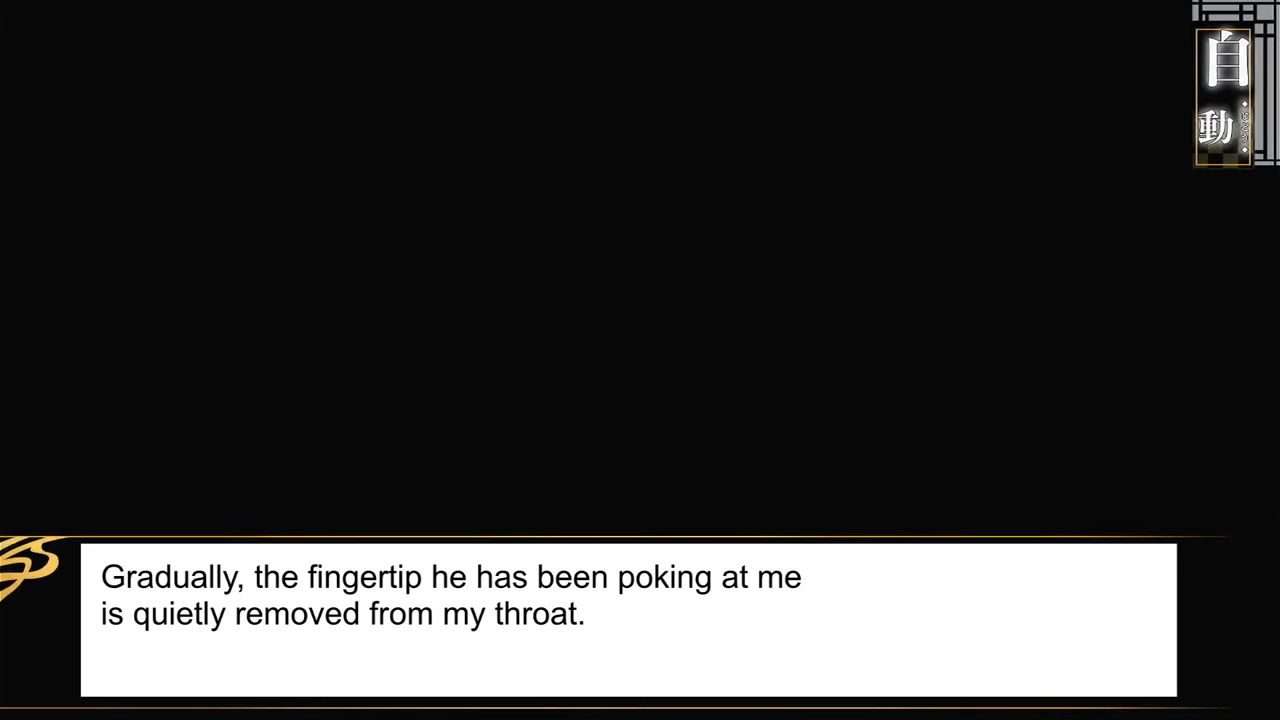 自動
Gradually, the fingertip he has been poking at me
is quietly removed from my throat.